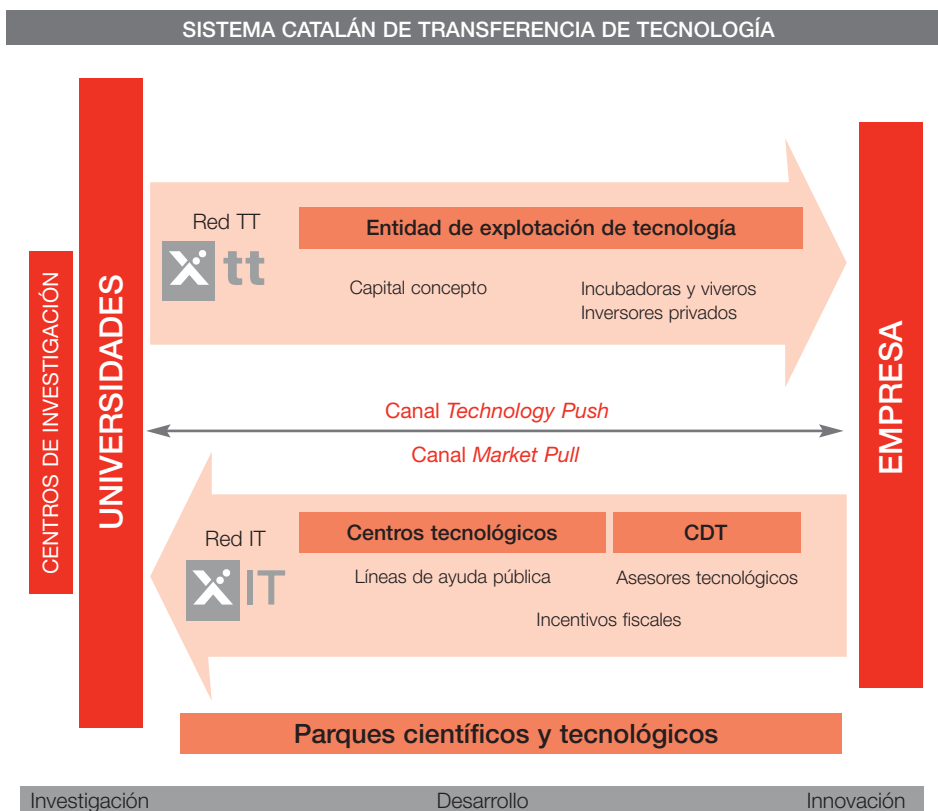 SISTEMA CATALÁN DE TRANSFERENCIA DE TECNOLOGÍA
CENTROS DE INVESTIGACIÓN
UNIVERSIDADES
Red TT
Entidad de explotación de tecnología
X tt
Capital concepto
Incubadoras y viveros
Inversores privados
EMPRESA
Canal Technology Push
Canal Market Pull
Red IT
Centros tecnológicos
CDT
X IT
Líneas de ayuda pública
Asesores tecnológicos
Incentivos fiscales
Parques científicos y tecnológicos
Investigación
Desarrollo
Innovación